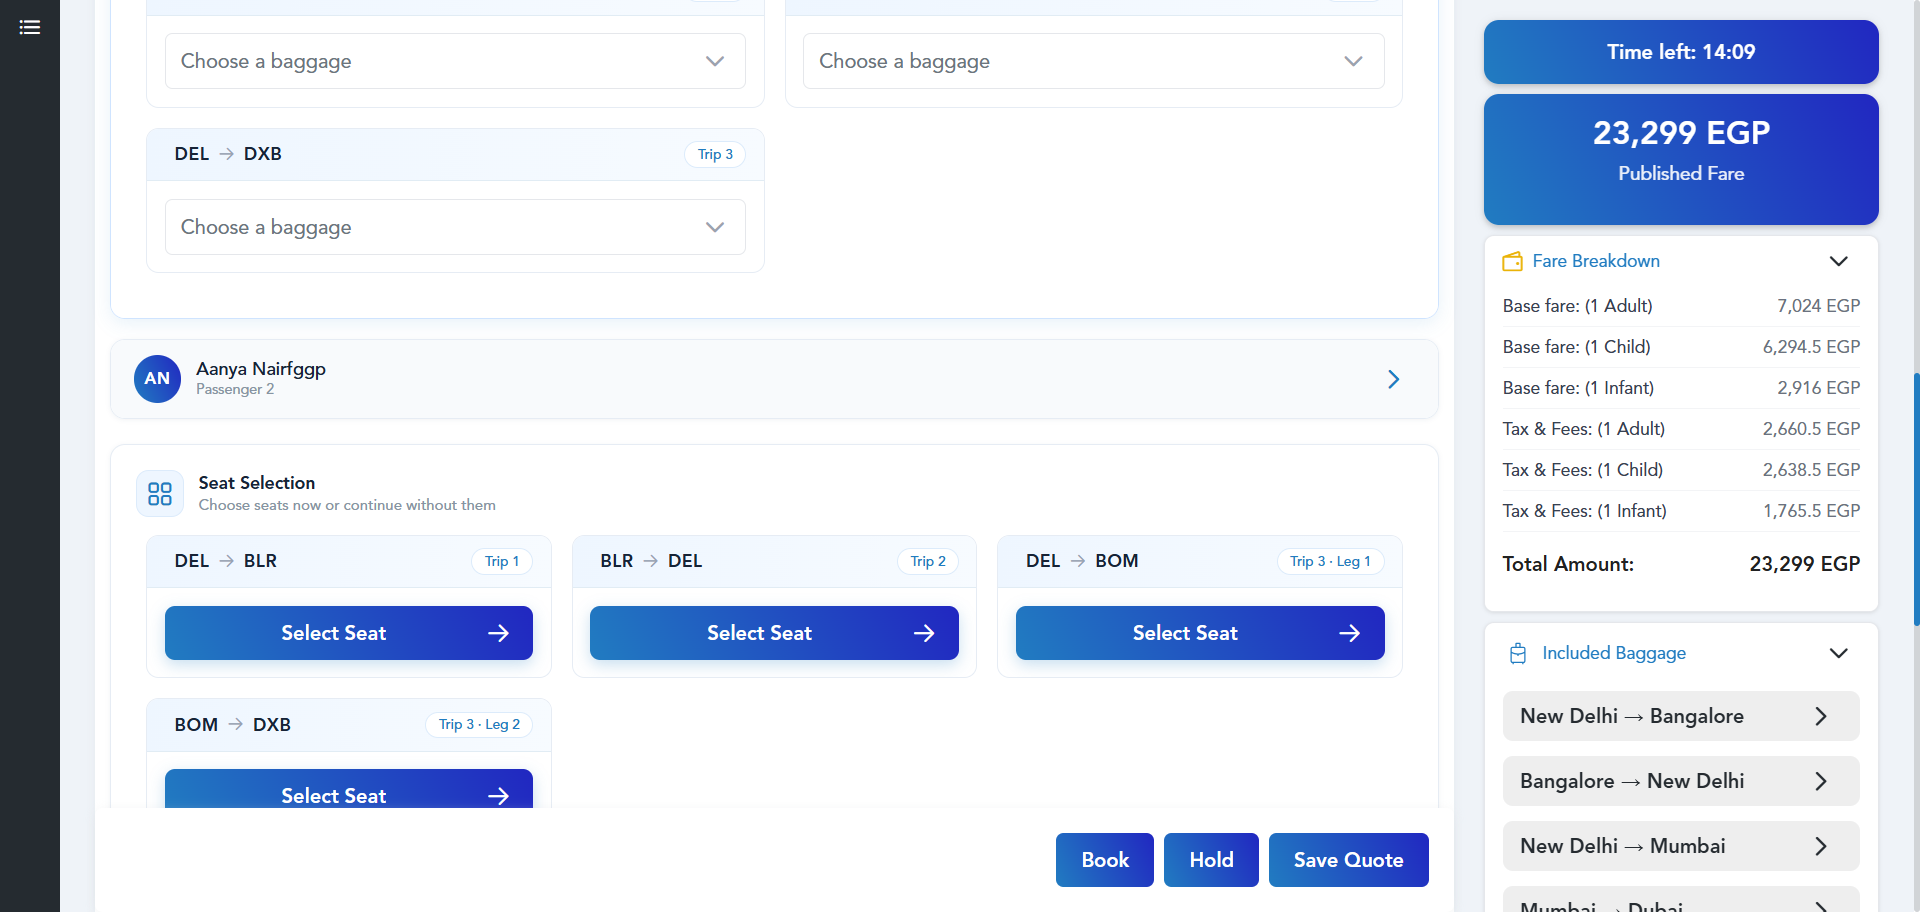 Choose a baggage
Choose a baggage
DEL → DXB
Trip 3
Choose a baggage
AN
Aanya Nairfggp
Passenger 2
Seat Selection
Choose seats now or continue without them
DEL → BLR
Trip 1
Select Seat
BLR → DEL
Trip 2
Select Seat
DEL → BOM
Trip 3 · Leg 1
Select Seat
BOM → DXB
Trip 3 · Leg 2
Select Seat
Book
Hold
Save Quote
Time left: 14:09
23,299 EGP
Published Fare
Fare Breakdown
Base fare: (1 Adult) 7,024 EGP
Base fare: (1 Child) 6,294.5 EGP
Base fare: (1 Infant) 2,916 EGP
Tax & Fees: (1 Adult) 2,660.5 EGP
Tax & Fees: (1 Child) 2,638.5 EGP
Tax & Fees: (1 Infant) 1,765.5 EGP
Total Amount: 23,299 EGP
Included Baggage
New Delhi → Bangalore
Bangalore → New Delhi
New Delhi → Mumbai
Mumbai → Dubai